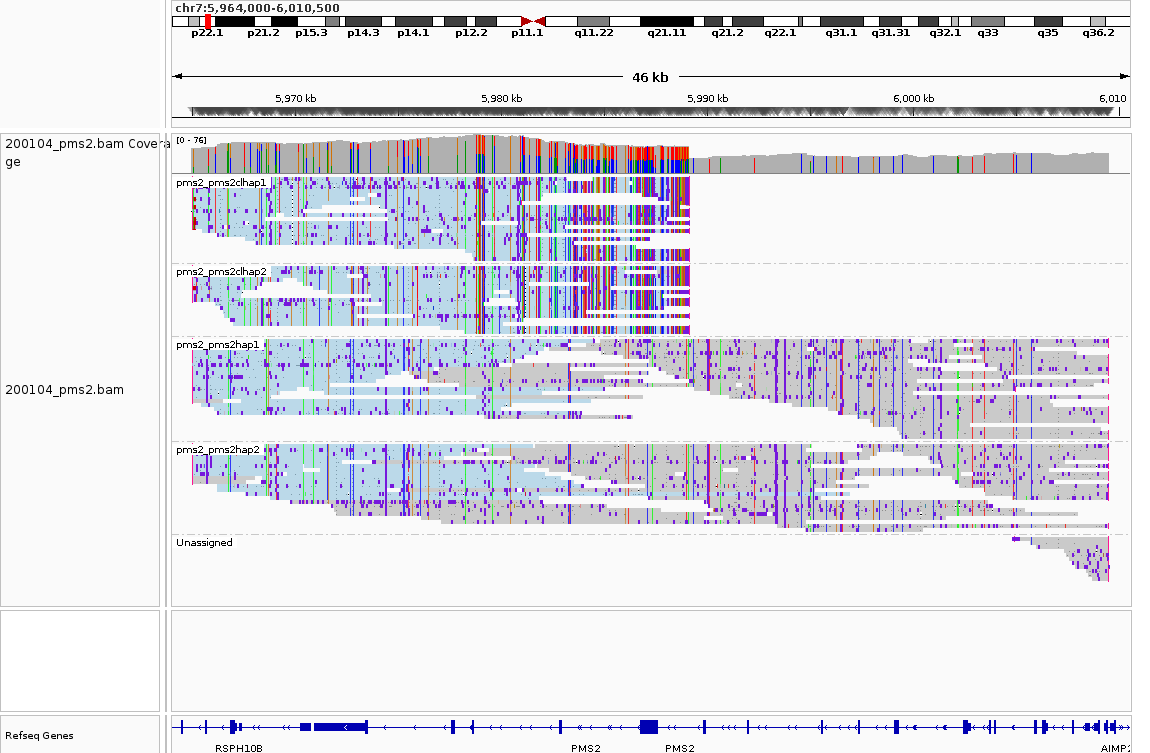 chr7:5,964,000-6,010,500
p22.1 p21.2 p15.3 p14.3 p14.1 p12.2 p11.1 q11.22 q21.11 q21.2 q22.1 q31.1 q31.31 q32.1 q33 q35 q36.2
46 kb
5,970 kb 5,980 kb 5,990 kb 6,000 kb 6,010
200104_pms2.bam Covera
ge
[0 - 76]
pms2_pms2clhap1
pms2_pms2clhap2
pms2_pms2hap1
200104_pms2.bam
pms2_pms2hap2
Unassigned
Refseq Genes
RSPH10B PMS2 PMS2 AIMP2